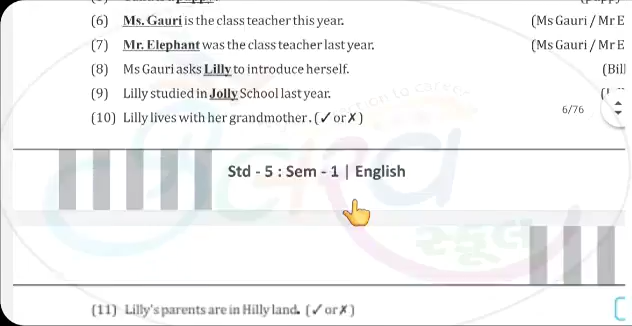 (6) Ms. Gauri is the class teacher this year. (Ms Gauri / Mr E
(7) Mr. Elephant was the class teacher last year. (Ms Gauri / Mr E
(8) Ms Gauri asks Lilly to introduce herself. (Bill
(9) Lilly studied in Jolly School last year.
6/76
(10) Lilly lives with her grandmother. (✓ or ✗)
Std - 5 : Sem - 1 | English
(11) Lilly's parents are in Hilly land. (✓ or ✗)